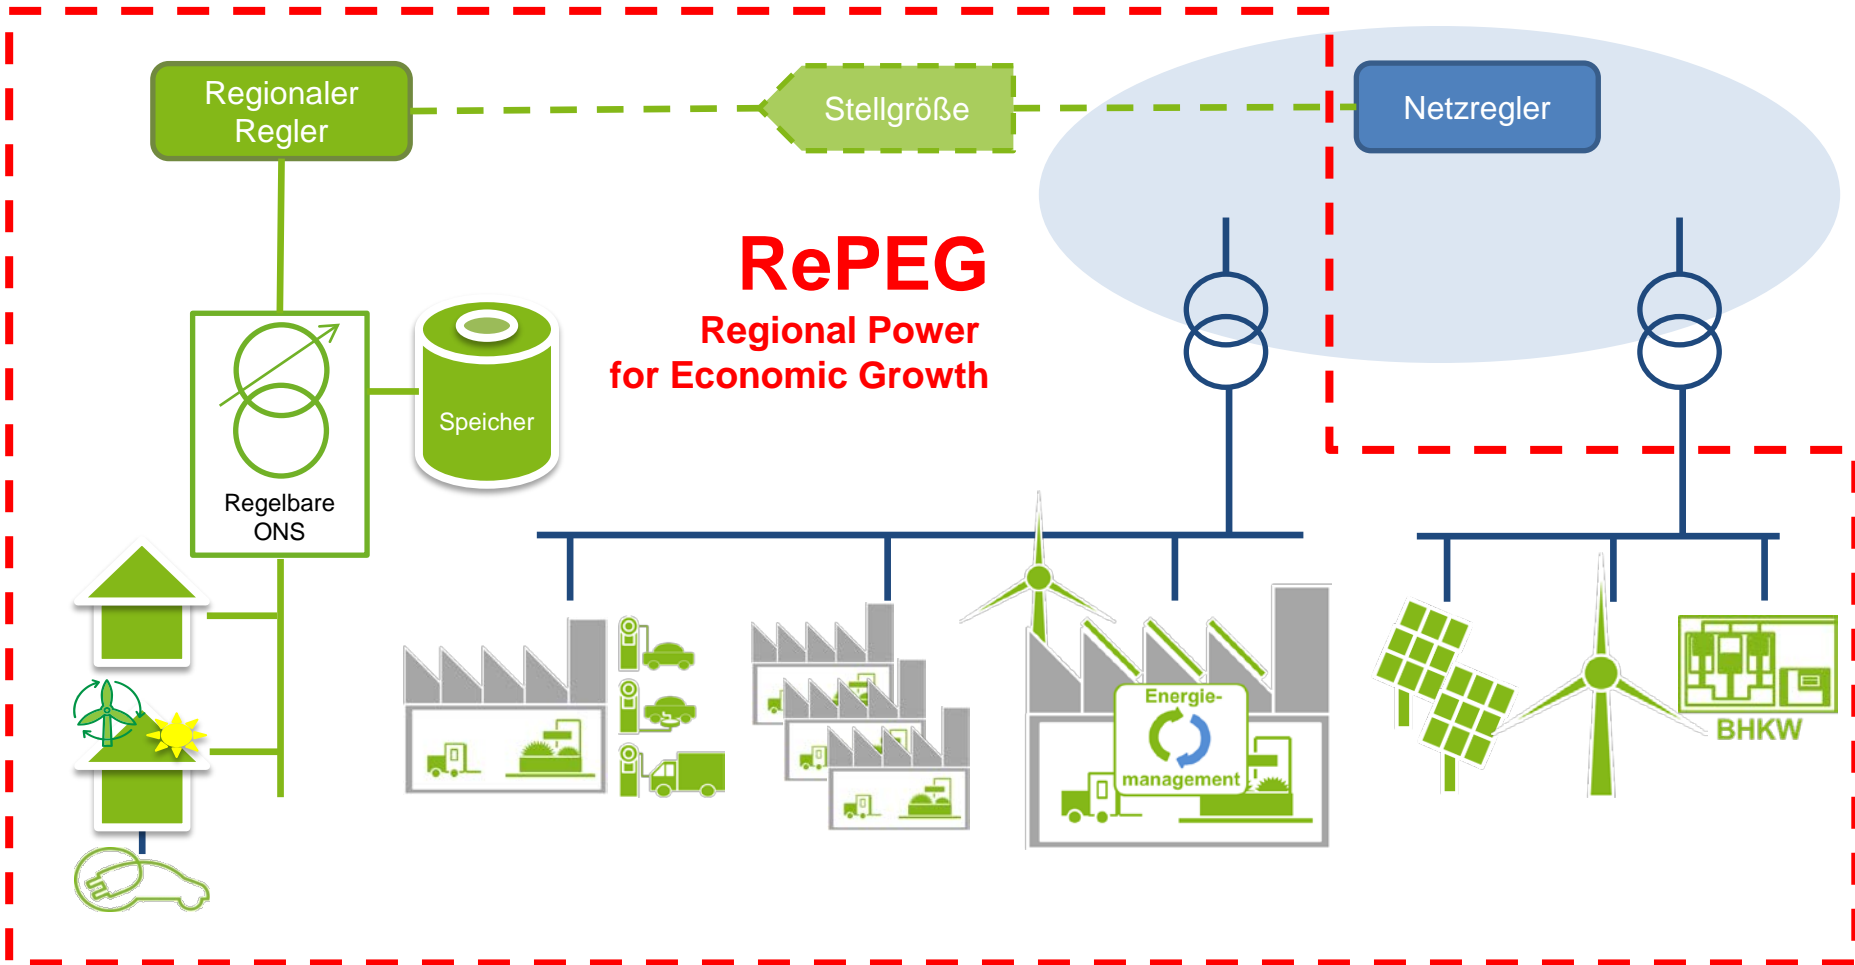 Regionaler
Regler
Stellgröße
Netzregler
RePEG
Regional Power
for Economic Growth
Speicher
Regelbare
ONS
Energie-
management
BHKW